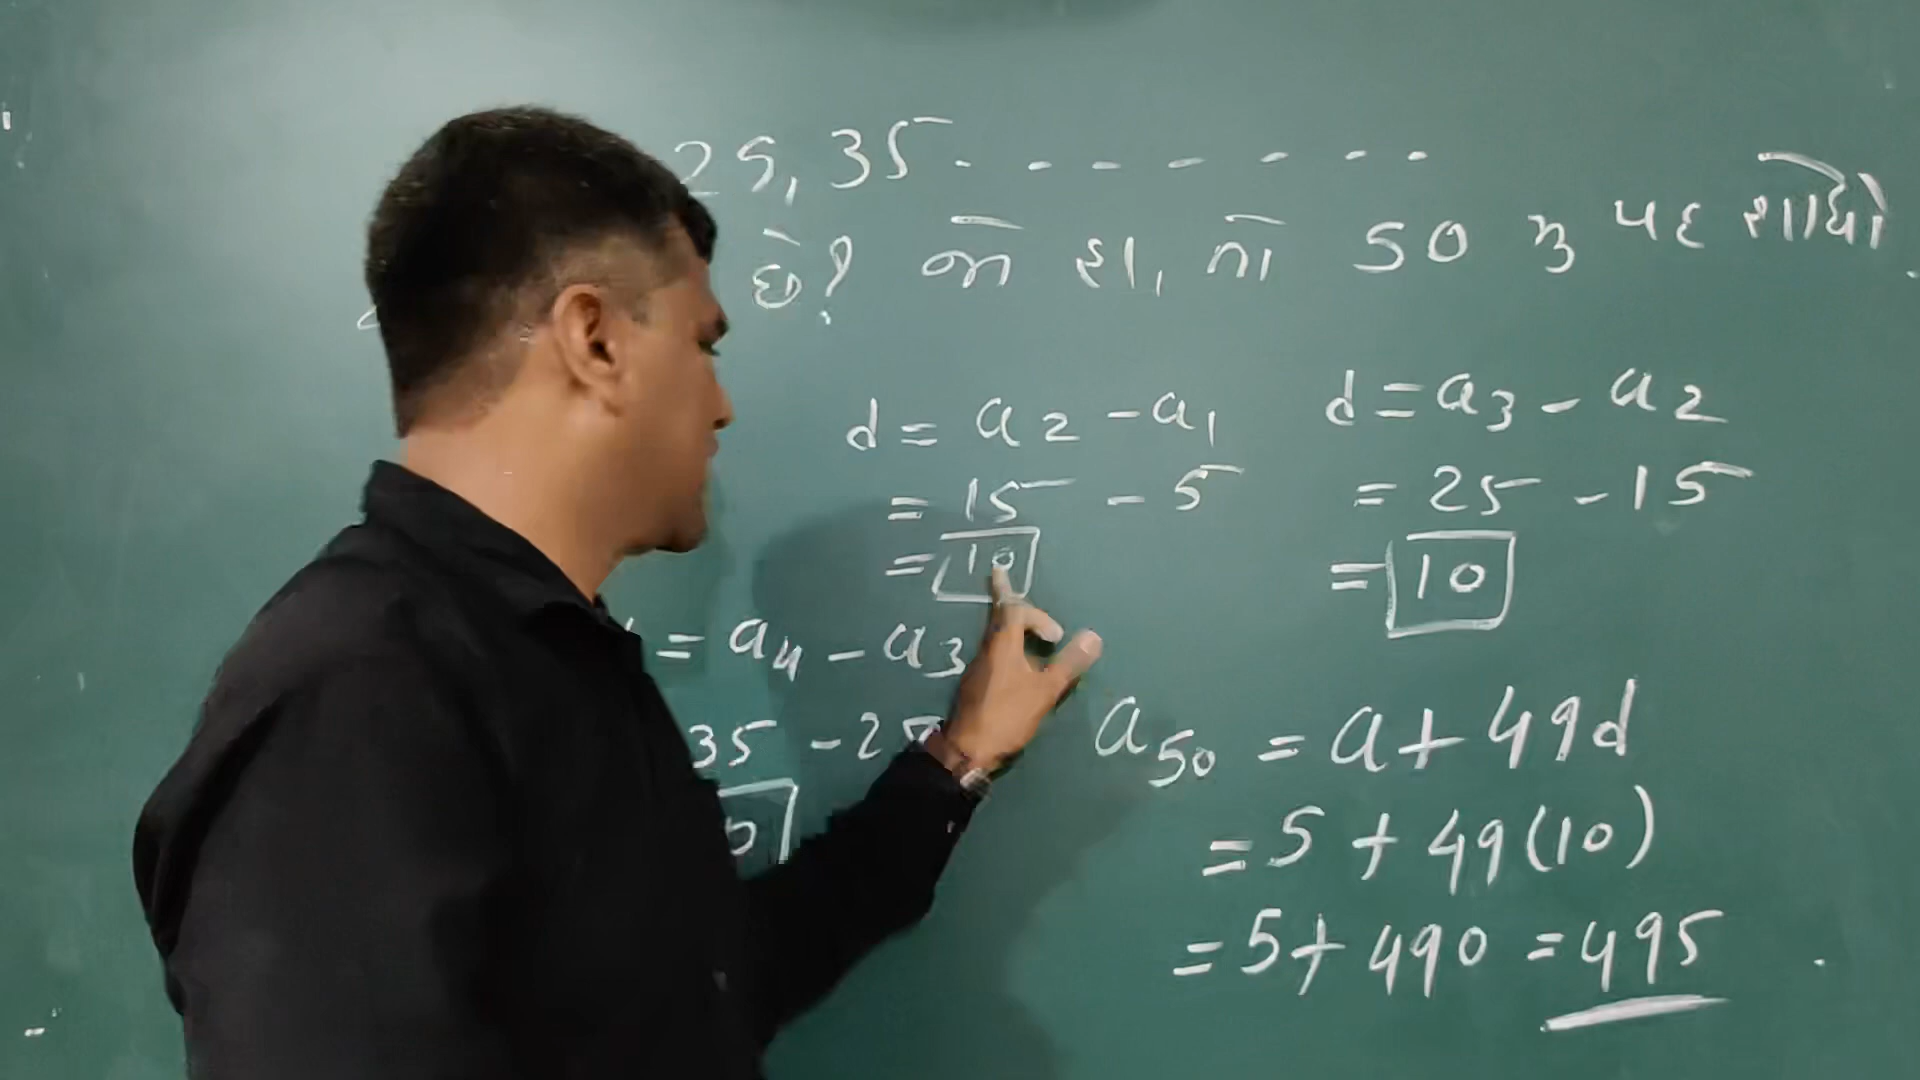 25, 35 - - - - - - -
છે? જો હા, તો 50 મુ પદ શોધો.
d = a2 - a1
= 15 - 5
= 10
d = a3 - a2
= 25 - 15
= 10
= a4 - a3
35 - 25
a50 = a + 49d
= 5 + 49(10)
= 5 + 490 = 495